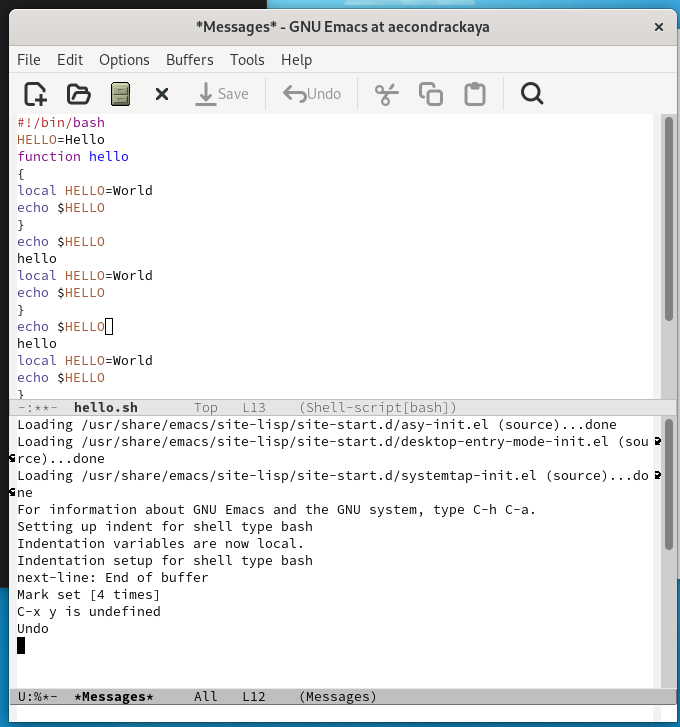 *Messages* - GNU Emacs at aecondrackaya
File Edit Options Buffers Tools Help
Save Undo
#!/bin/bash
HELLO=Hello
function hello
{
local HELLO=World
echo $HELLO
}
echo $HELLO
hello
local HELLO=World
echo $HELLO
}
echo $HELLO
hello
local HELLO=World
echo $HELLO
}
-:**- hello.sh Top L13 (Shell-script[bash])
Loading /usr/share/emacs/site-lisp/site-start.d/asy-init.el (source)...done
Loading /usr/share/emacs/site-lisp/site-start.d/desktop-entry-mode-init.el (sou
rce)...done
Loading /usr/share/emacs/site-lisp/site-start.d/systemtap-init.el (source)...do
ne
For information about GNU Emacs and the GNU system, type C-h C-a.
Setting up indent for shell type bash
Indentation variables are now local.
Indentation setup for shell type bash
next-line: End of buffer
Mark set [4 times]
C-x y is undefined
Undo
U:%*- *Messages* All L12 (Messages)